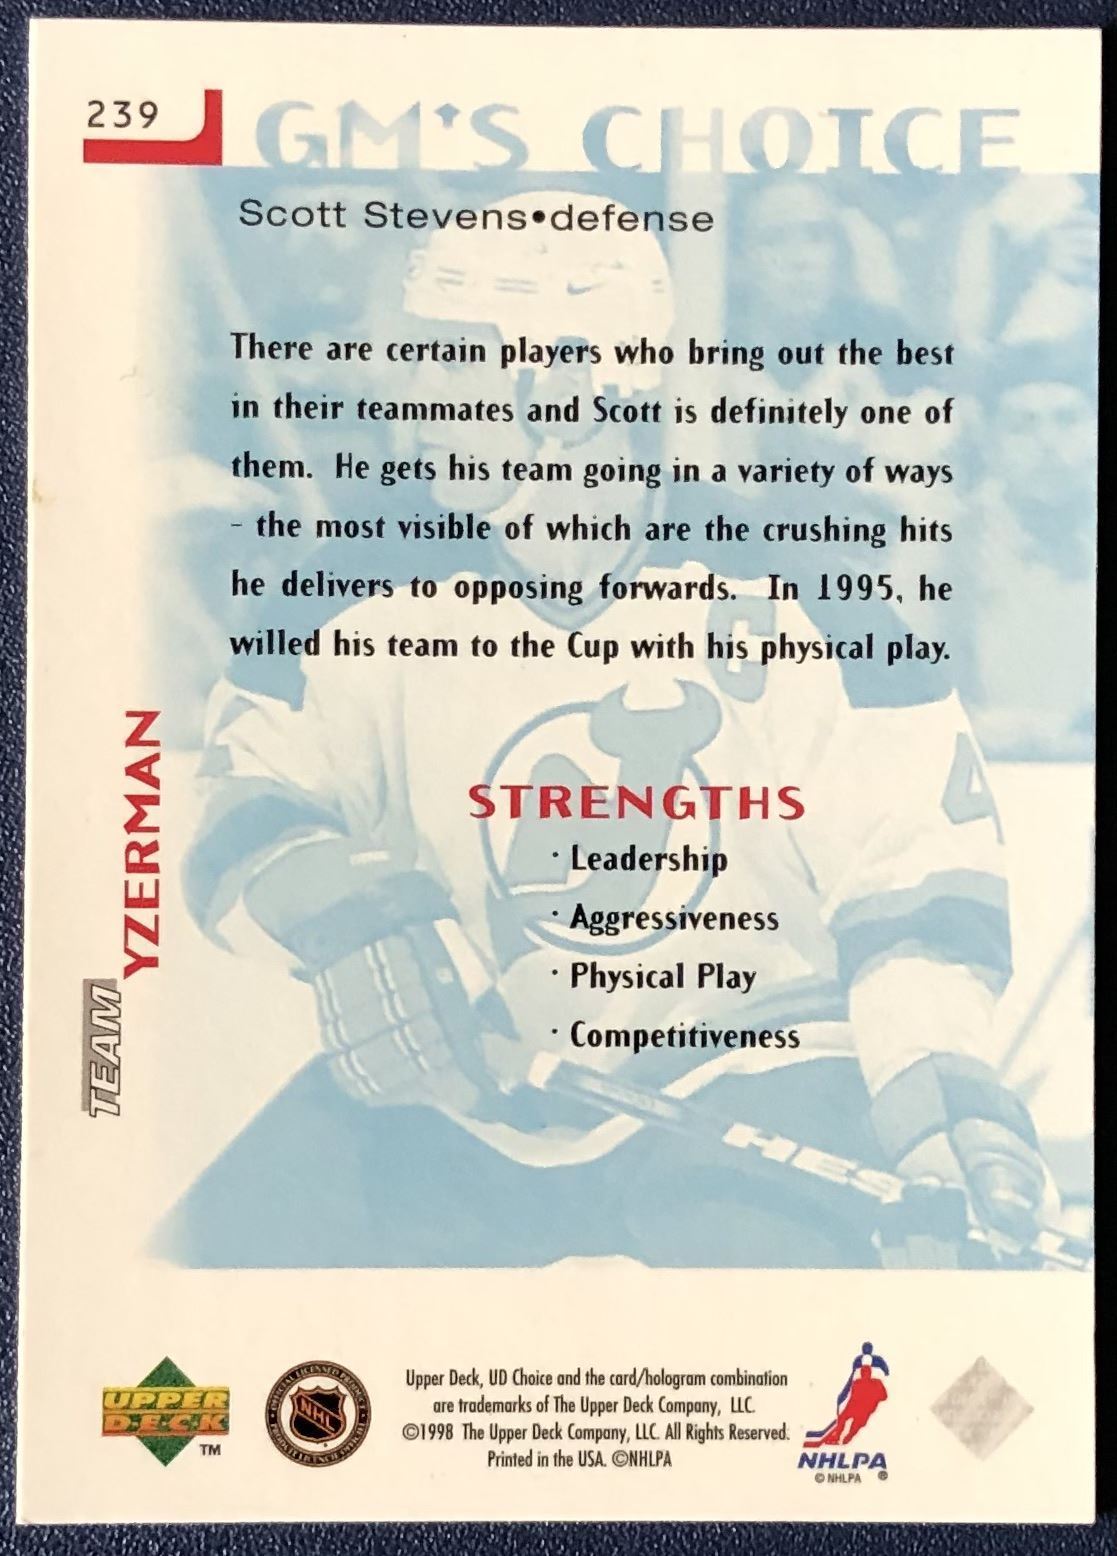 239
GM'S CHOICE
Scott Stevens•defense
There are certain players who bring out the best
in their teammates and Scott is definitely one of
them. He gets his team going in a variety of ways
- the most visible of which are the crushing hits
he delivers to opposing forwards. In 1995, he
willed his team to the Cup with his physical play.
C
4
STRENGTHS
· Leadership
· Aggressiveness
· Physical Play
· Competitiveness
TEAM
YZERMAN
HES
UPPER
DECK
TM
NHL
Upper Deck, UD Choice and the card/hologram combination
are trademarks of The Upper Deck Company, LLC.
©1998 The Upper Deck Company, LLC. All Rights Reserved.
Printed in the USA. ©NHLPA
NHLPA
© NHLPA ®